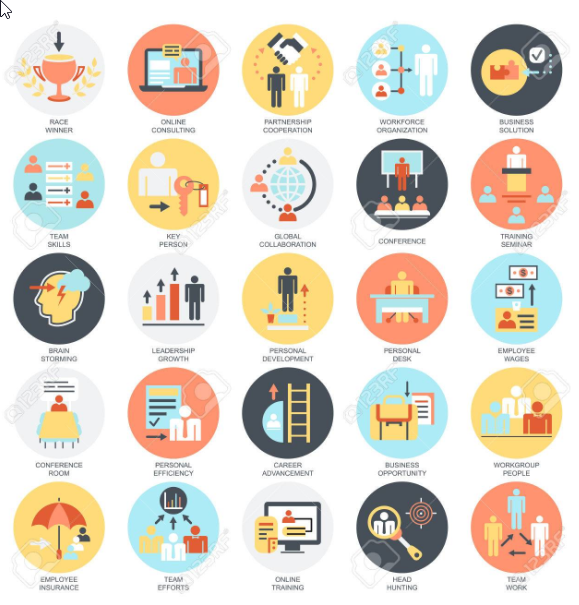 RACE
WINNER
ONLINE
CONSULTING
PARTNERSHIP
COOPERATION
WORKFORCE
ORGANIZATION
BUSINESS
SOLUTION
TEAM
SKILLS
KEY
PERSON
GLOBAL
COLLABORATION
CONFERENCE
TRAINING
SEMINAR
BRAIN
STORMING
LEADERSHIP
GROWTH
PERSONAL
DEVELOPMENT
PERSONAL
DESK
EMPLOYEE
WAGES
CONFERENCE
ROOM
PERSONAL
EFFICIENCY
CAREER
ADVANCEMENT
BUSINESS
OPPORTUNITY
WORKGROUP
PEOPLE
EMPLOYEE
INSURANCE
TEAM
EFFORTS
ONLINE
TRAINING
HEAD
HUNTING
TEAM
WORK